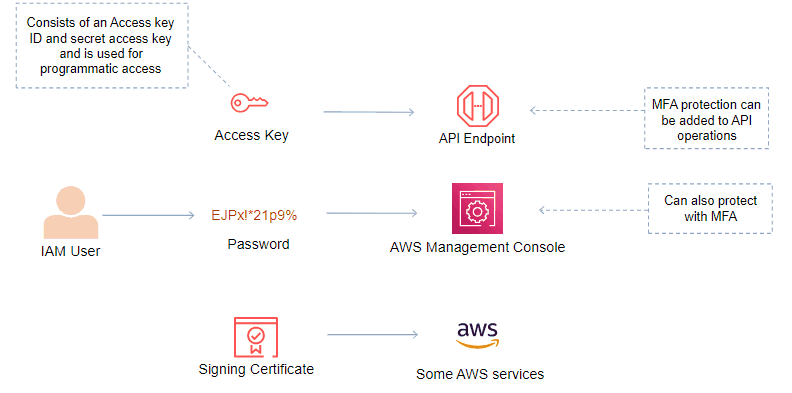 Consists of an Access key
ID and secret access key
and is used for
programmatic access
Access Key
API Endpoint
MFA protection can
be added to API
operations
IAM User
EJPx!*21p9%
Password
AWS Management Console
Can also protect
with MFA
Signing Certificate
aws
Some AWS services